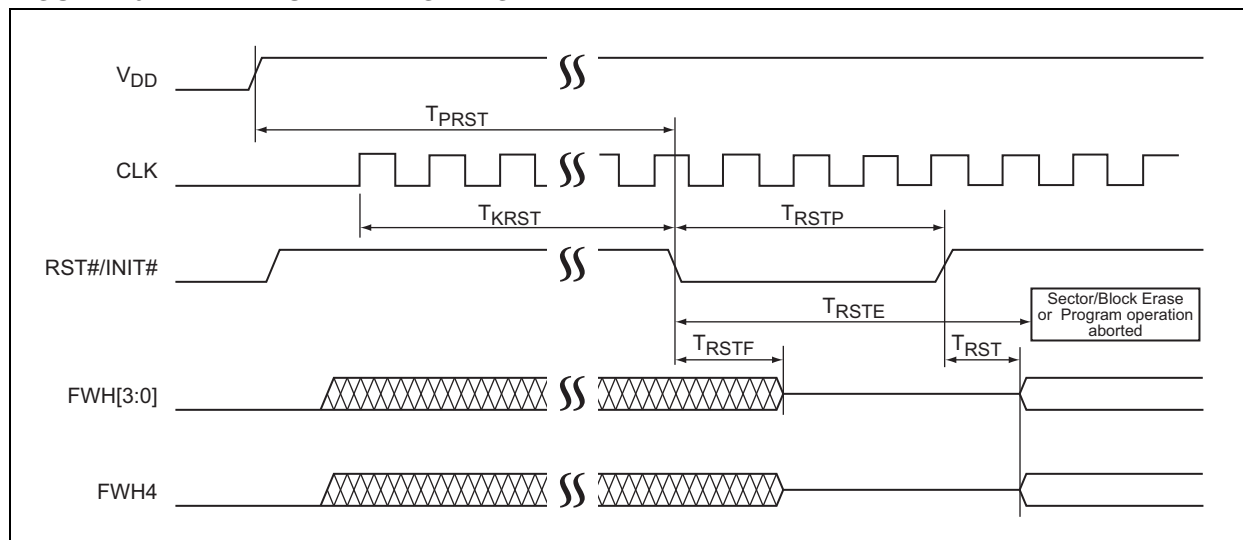 VDD
TPRST
CLK
TKRST
TRSTP
RST#/INIT#
TRSTE
Sector/Block Erase
or Program operation
aborted
TRSTF
TRST
FWH[3:0]
FWH4